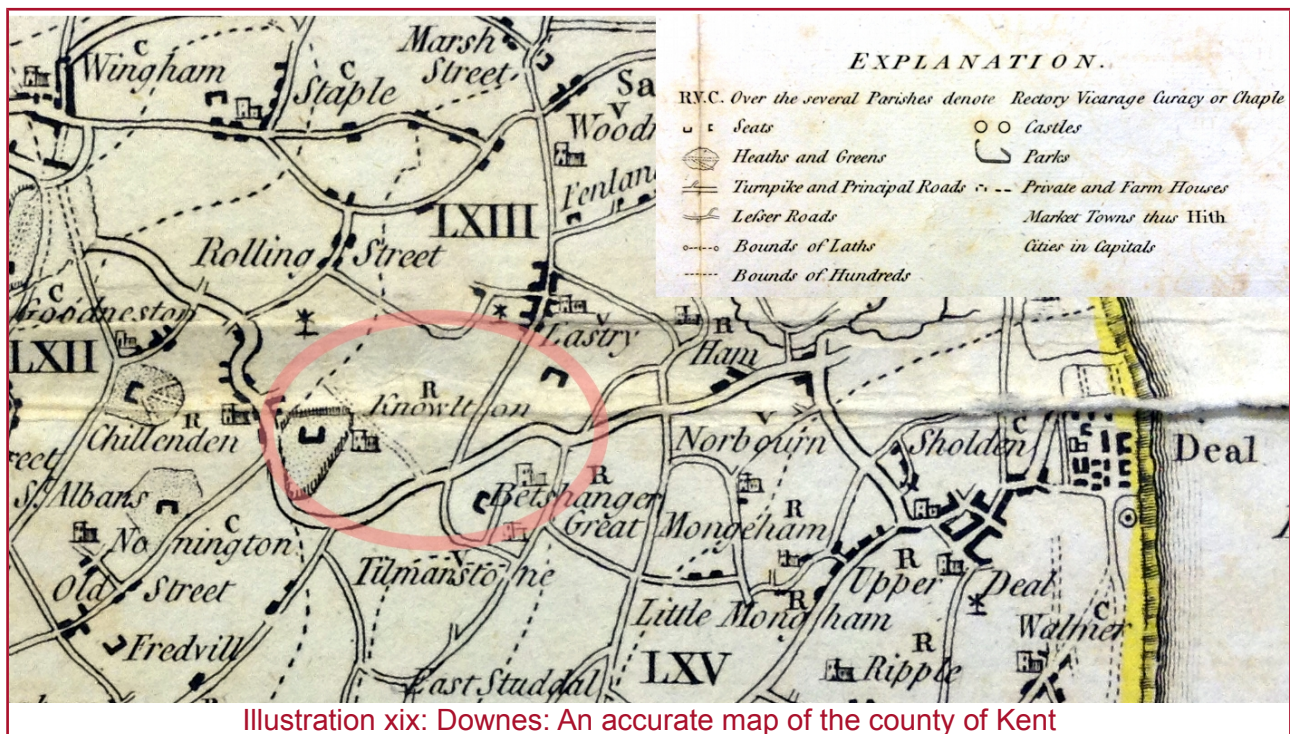 C
Wingham
C
Staple
Marsh
Street
Sa
V
Woodn
Fenlan
LXIII
Rolling Street
C
Goodneston
LXII
R
Chillenden
R
Knowlton
V
Eastry
R
Ham
V
Norbourn
C
Sholden
Deal
St. Albans
C
Nonington
Old Street
Fredvill
R
Betshanger
V
Tilmanstone
Great Mongeham
R
R
Little Mongham
R
Upper Deal
C
Walmer
R
Ripple
LXV
East Studdal
EXPLANATION.
R.V.C. Over the several Parishes denote Rectory Vicarage Curacy or Chaple
Seats
Castles
Heaths and Greens
Parks
Turnpike and Principal Roads
Private and Farm Houses
Leſser Roads
Market Towns thus Hith
Bounds of Laths
Cities in Capitals
Bounds of Hundreds
Illustration xix: Downes: An accurate map of the county of Kent